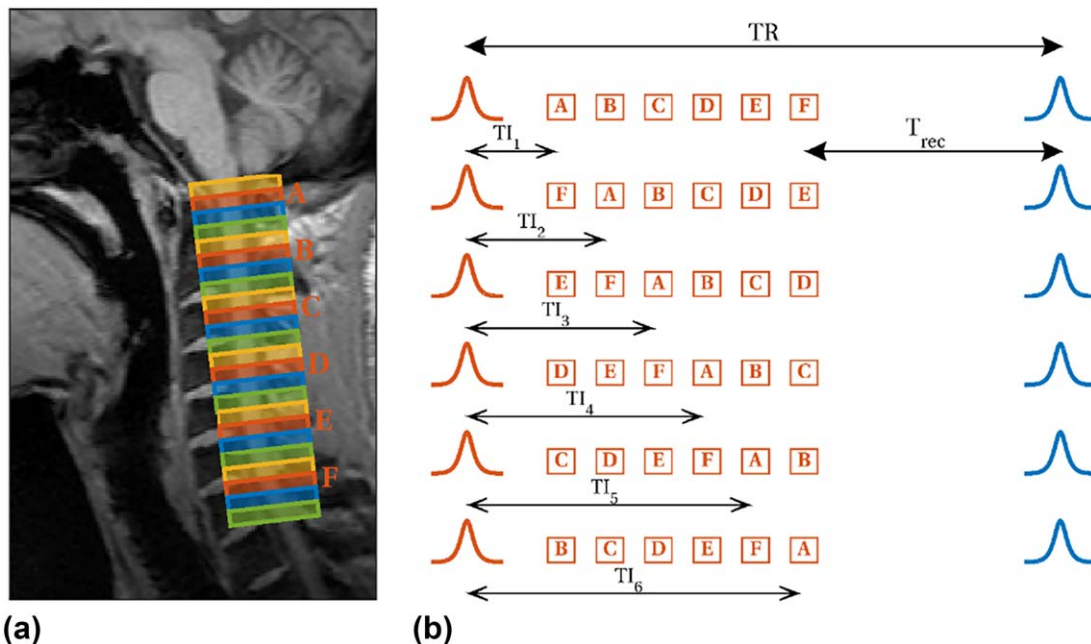 A
B
C
D
E
F
(a)
TR
A B C D E F
TI1
Trec
F A B C D E
TI2
E F A B C D
TI3
D E F A B C
TI4
C D E F A B
TI5
B C D E F A
TI6
(b)